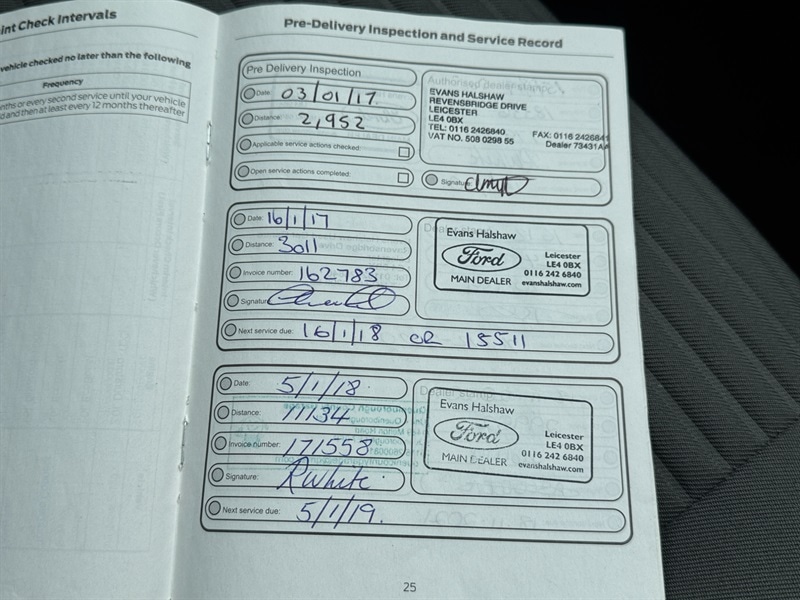 int Check Intervals
vehicle checked no later than the following
Frequency
nths or every second service until your vehicle
d and then at least every 12 months thereafter
Pre-Delivery Inspection and Service Record
Pre Delivery Inspection
Date: 03/01/17
Distance: 2,952
Applicable service actions checked:
Open service actions completed:
EVANS HALSHAW
REVENSBRIDGE DRIVE
LEICESTER
LE4 0BX
TEL: 0116 2426840 FAX: 0116 2426841
VAT NO. 508 0298 55 Dealer 73431AA
Signature:
Date: 16/1/17
Distance: 3011
Invoice number: 162783
Signature:
Next service due: 16/1/18 OR 15511
Evans Halshaw
Ford
MAIN DEALER
Leicester
LE4 0BX
0116 242 6840
evanshalshaw.com
Date: 5/1/18.
Distance: 11134
Invoice number: 171558
Signature: R White.
Next service due: 5/1/19.
Evans Halshaw
Ford
MAIN DEALER
Leicester
LE4 0BX
0116 242 6840
evanshalshaw.com
25